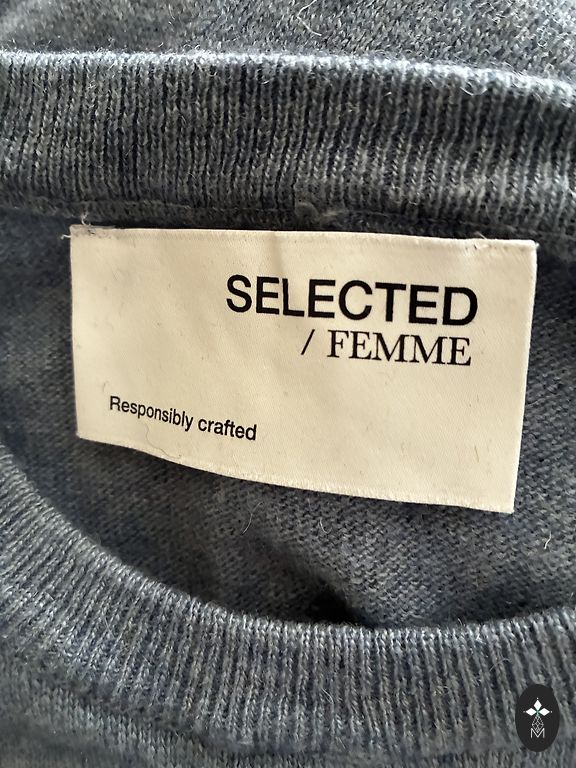 SELECTED
/ FEMME
Responsibly crafted
M